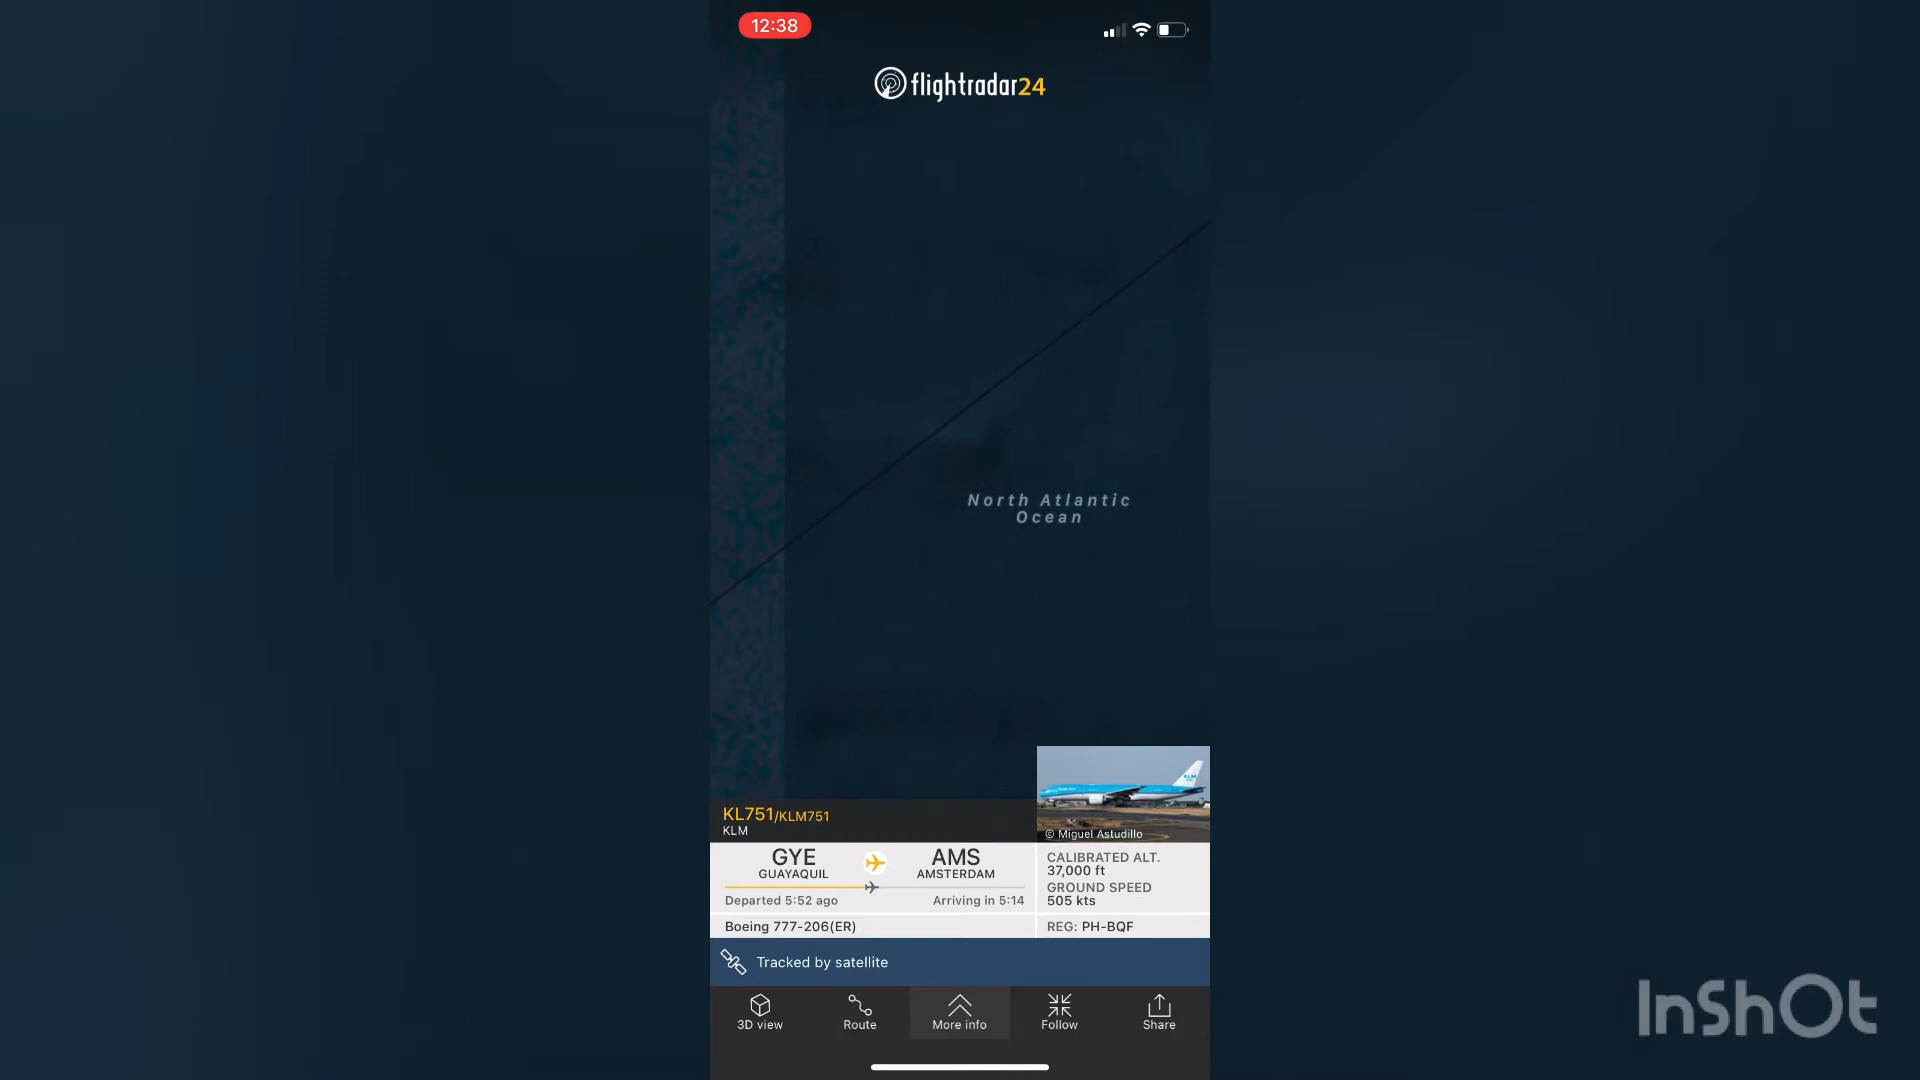 12:38
flightradar24
North Atlantic
Ocean
KL751/KLM751
KLM
KLM
© Miguel Astudillo
GYE
GUAYAQUIL
AMS
AMSTERDAM
Departed 5:52 ago
Arriving in 5:14
CALIBRATED ALT.
37,000 ft
GROUND SPEED
505 kts
Boeing 777-206(ER)
REG: PH-BQF
Tracked by satellite
3D view
Route
More info
Follow
Share
InShOt